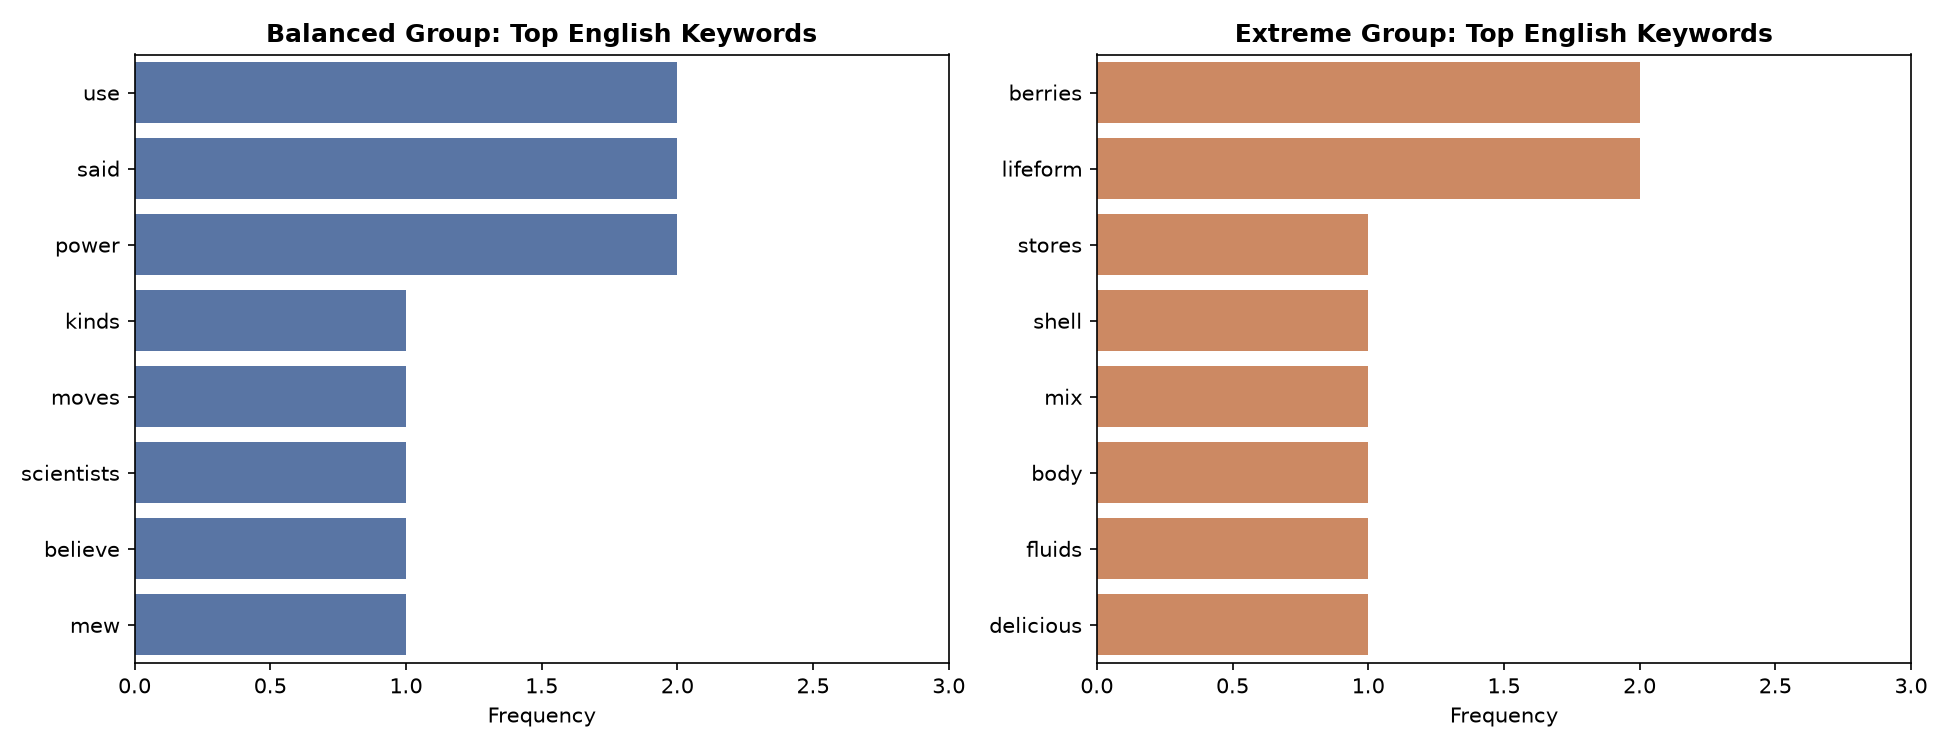 Balanced Group: Top English Keywords
use
said
power
kinds
moves
scientists
believe
mew
0.0 0.5 1.0 1.5 2.0 2.5 3.0
Frequency
Extreme Group: Top English Keywords
berries
lifeform
stores
shell
mix
body
fluids
delicious
0.0 0.5 1.0 1.5 2.0 2.5 3.0
Frequency